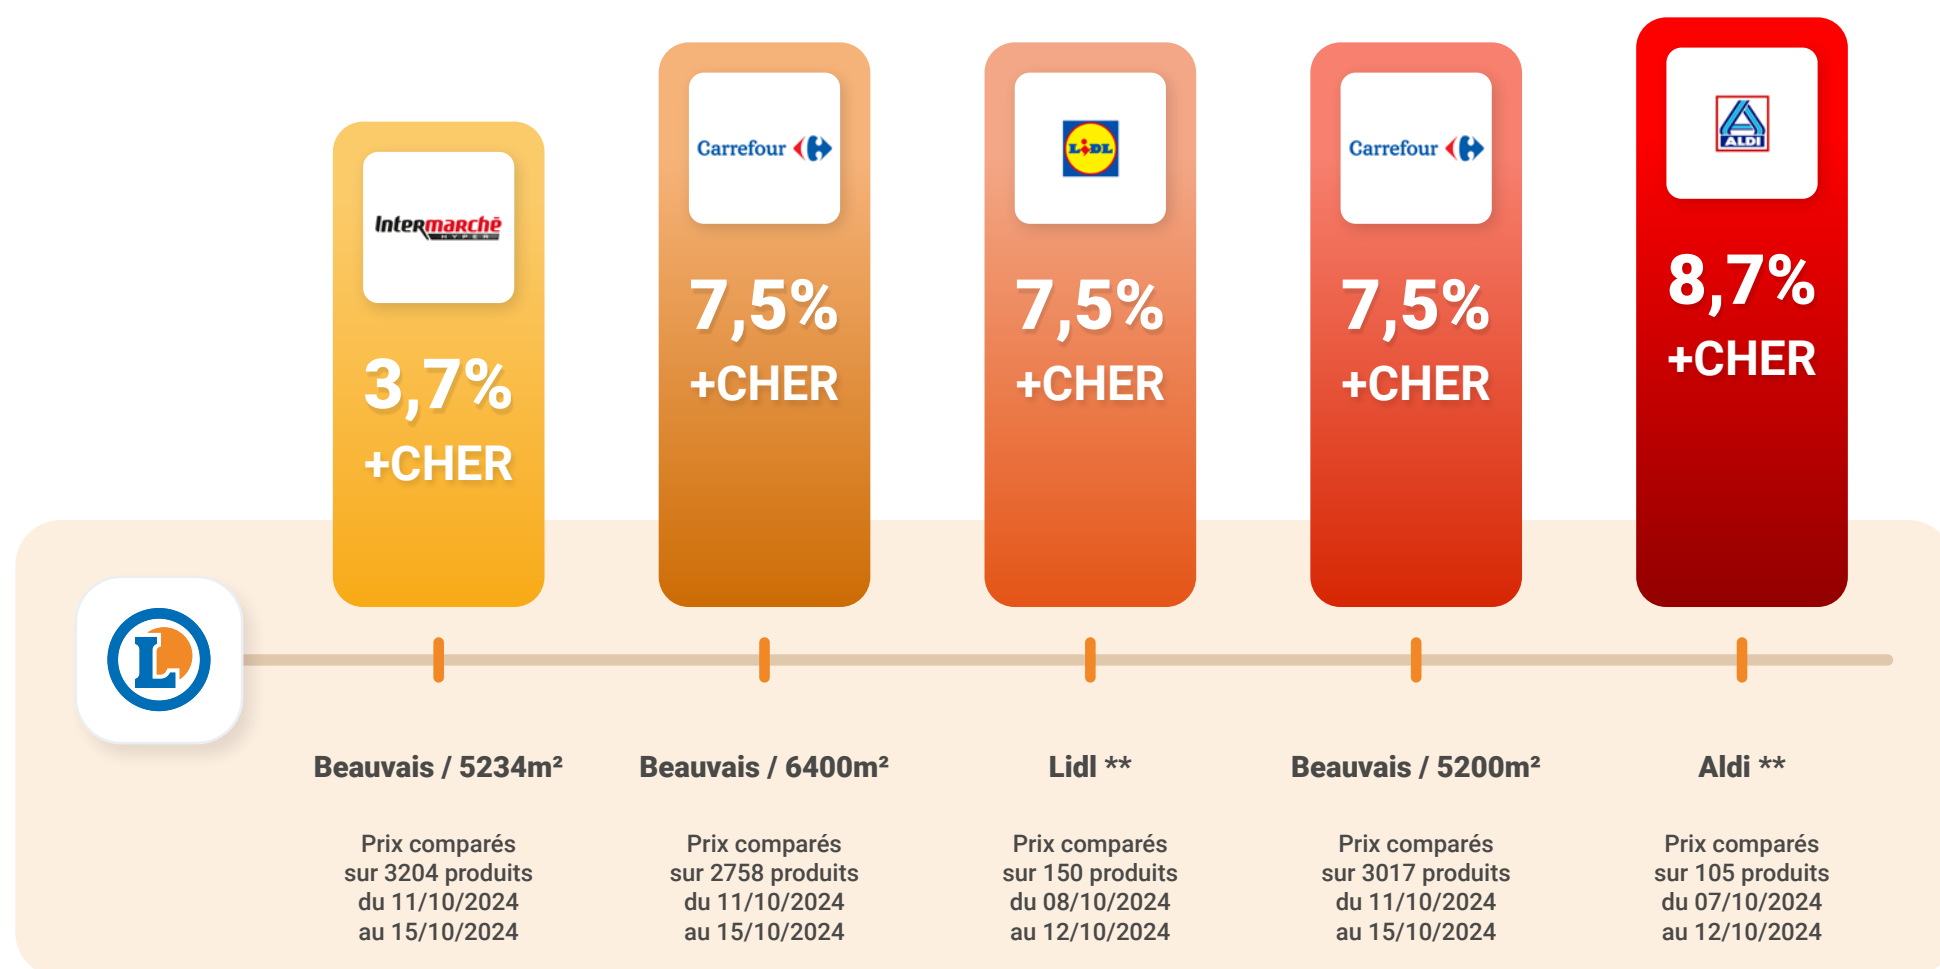 Intermarché
HYPER
3,7%
+CHER
Carrefour
7,5%
+CHER
LIDL
7,5%
+CHER
Carrefour
7,5%
+CHER
ALDI
8,7%
+CHER
L
Beauvais / 5234m²
Prix comparés
sur 3204 produits
du 11/10/2024
au 15/10/2024
Beauvais / 6400m²
Prix comparés
sur 2758 produits
du 11/10/2024
au 15/10/2024
Lidl **
Prix comparés
sur 150 produits
du 08/10/2024
au 12/10/2024
Beauvais / 5200m²
Prix comparés
sur 3017 produits
du 11/10/2024
au 15/10/2024
Aldi **
Prix comparés
sur 105 produits
du 07/10/2024
au 12/10/2024